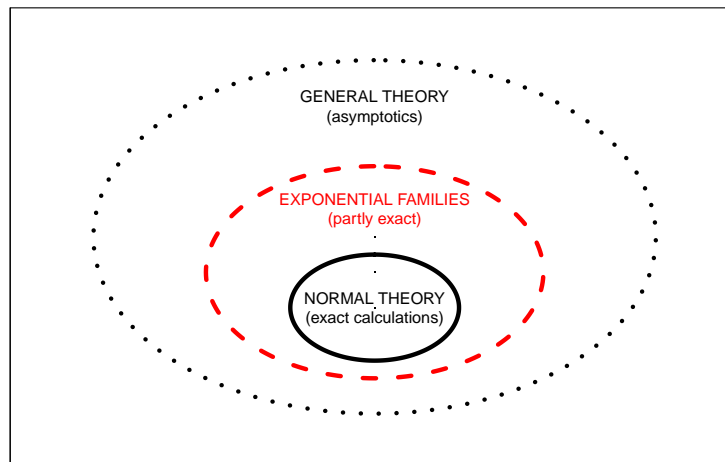 GENERAL THEORY
(asymptotics)
EXPONENTIAL FAMILIES
(partly exact)
NORMAL THEORY
(exact calculations)